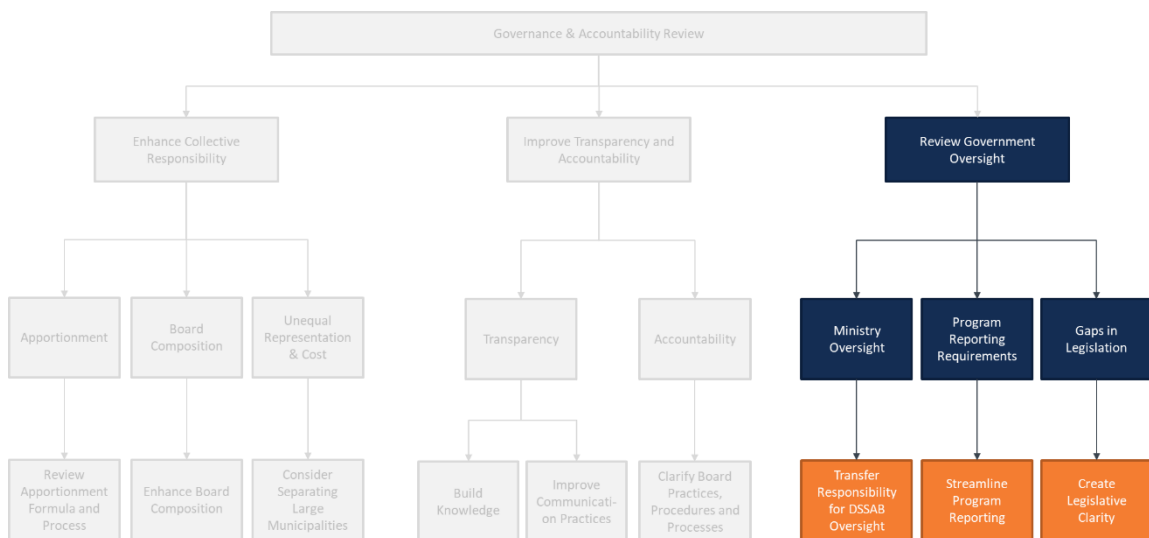 Governance & Accountability Review
Enhance Collective
Responsibility
Improve Transparency and
Accountability
Review Government
Oversight
Apportionment
Board
Composition
Unequal
Representation
& Cost
Transparency
Accountability
Ministry
Oversight
Program
Reporting
Requirements
Gaps in
Legislation
Review
Apportionment
Formula and
Process
Enhance Board
Composition
Consider
Separating
Large
Municipalities
Build
Knowledge
Improve
Communicati-
on Practices
Clarify Board
Practices,
Procedures and
Processes
Transfer
Responsibility
for DSSAB
Oversight
Streamline
Program
Reporting
Create
Legislative
Clarity